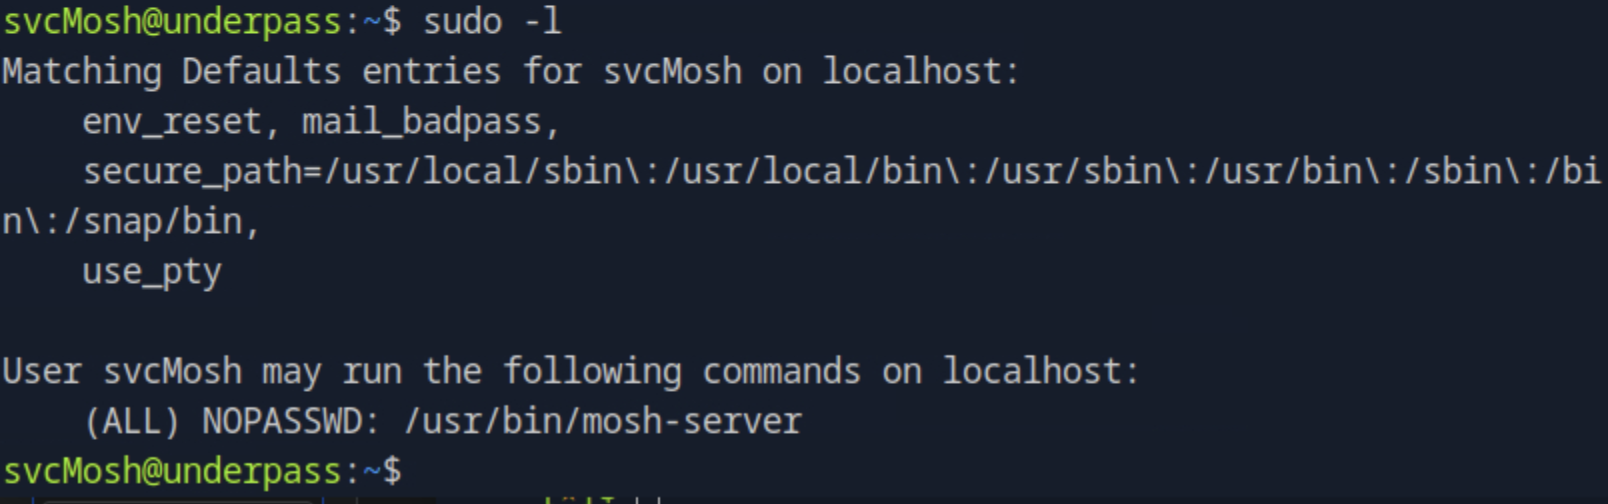 svcMosh@underpass:~$ sudo -l
Matching Defaults entries for svcMosh on localhost:
    env_reset, mail_badpass,
    secure_path=/usr/local/sbin\:/usr/local/bin\:/usr/sbin\:/usr/bin\:/sbin\:/bi
n\:/snap/bin,
    use_pty

User svcMosh may run the following commands on localhost:
    (ALL) NOPASSWD: /usr/bin/mosh-server
svcMosh@underpass:~$